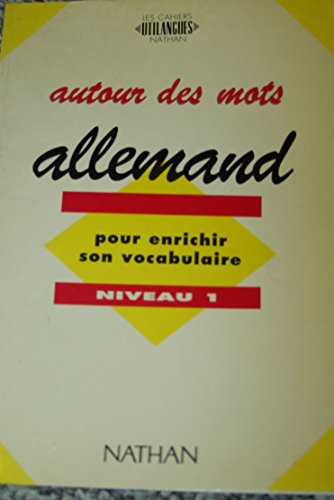 LES CAHIERS
UTILANGUES
NATHAN
autour des mots
allemand
pour enrichir
son vocabulaire
NIVEAU 1
NATHAN